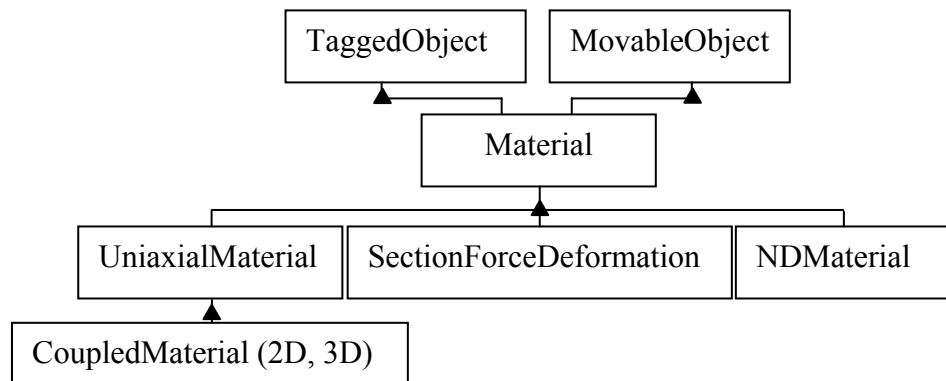 TaggedObject
MovableObject
Material
UniaxialMaterial
SectionForceDeformation
NDMaterial
CoupledMaterial (2D, 3D)